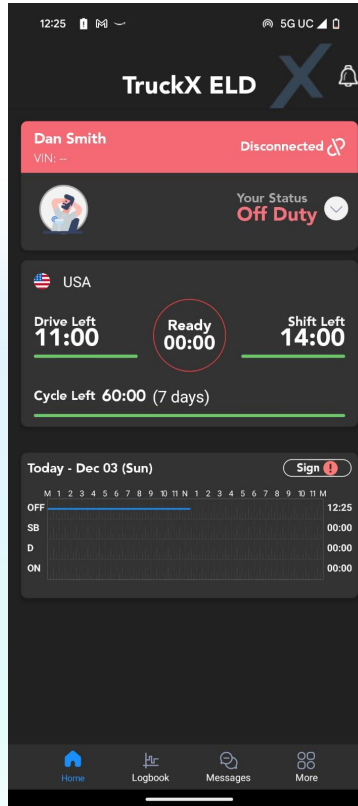 12:25 5G UC
TruckX ELD X
Dan Smith
VIN: --
Disconnected
Your Status
Off Duty
USA
Drive Left
11:00
Ready
00:00
Shift Left
14:00
Cycle Left 60:00 (7 days)
Today - Dec 03 (Sun)
Sign !
M 1 2 3 4 5 6 7 8 9 10 11 N 1 2 3 4 5 6 7 8 9 10 11 M
OFF 12:25
SB 00:00
D 00:00
ON 00:00
Home Logbook Messages More